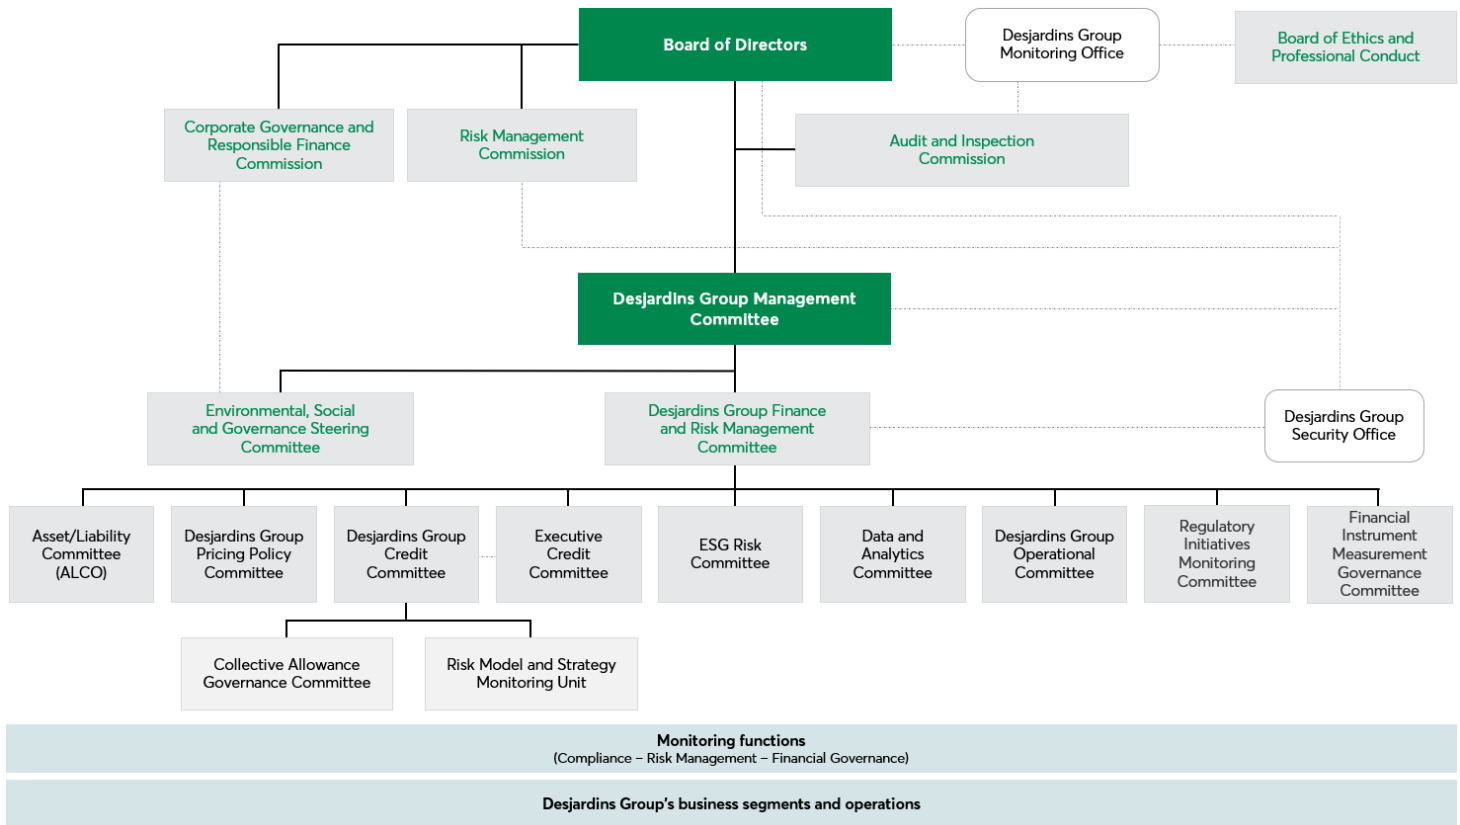 Board of Directors
Desjardins Group
Monitoring Office
Board of Ethics and
Professional Conduct
Corporate Governance and
Responsible Finance
Commission
Risk Management
Commission
Audit and Inspection
Commission
Desjardins Group Management
Committee
Environmental, Social
and Governance Steering
Committee
Desjardins Group Finance
and Risk Management
Committee
Desjardins Group
Security Office
Asset/Liability
Committee
(ALCO)
Desjardins Group
Pricing Policy
Committee
Desjardins Group
Credit
Committee
Executive
Credit
Committee
ESG Risk
Committee
Data and
Analytics
Committee
Desjardins Group
Operational
Committee
Regulatory
Initiatives
Monitoring
Committee
Financial
Instrument
Measurement
Governance
Committee
Collective Allowance
Governance Committee
Risk Model and Strategy
Monitoring Unit
Monitoring functions
(Compliance – Risk Management – Financial Governance)
Desjardins Group's business segments and operations